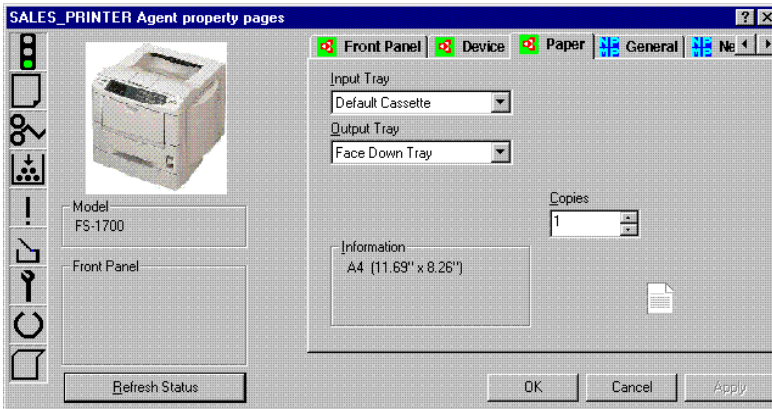 SALES_PRINTER Agent property pages
Front Panel
Device
Paper
General
Ne
Input Tray
Default Cassette
Output Tray
Face Down Tray
Copies
1
Model
FS-1700
Information
A4 (11.69" x 8.26")
Front Panel
Refresh Status
OK
Cancel
Apply